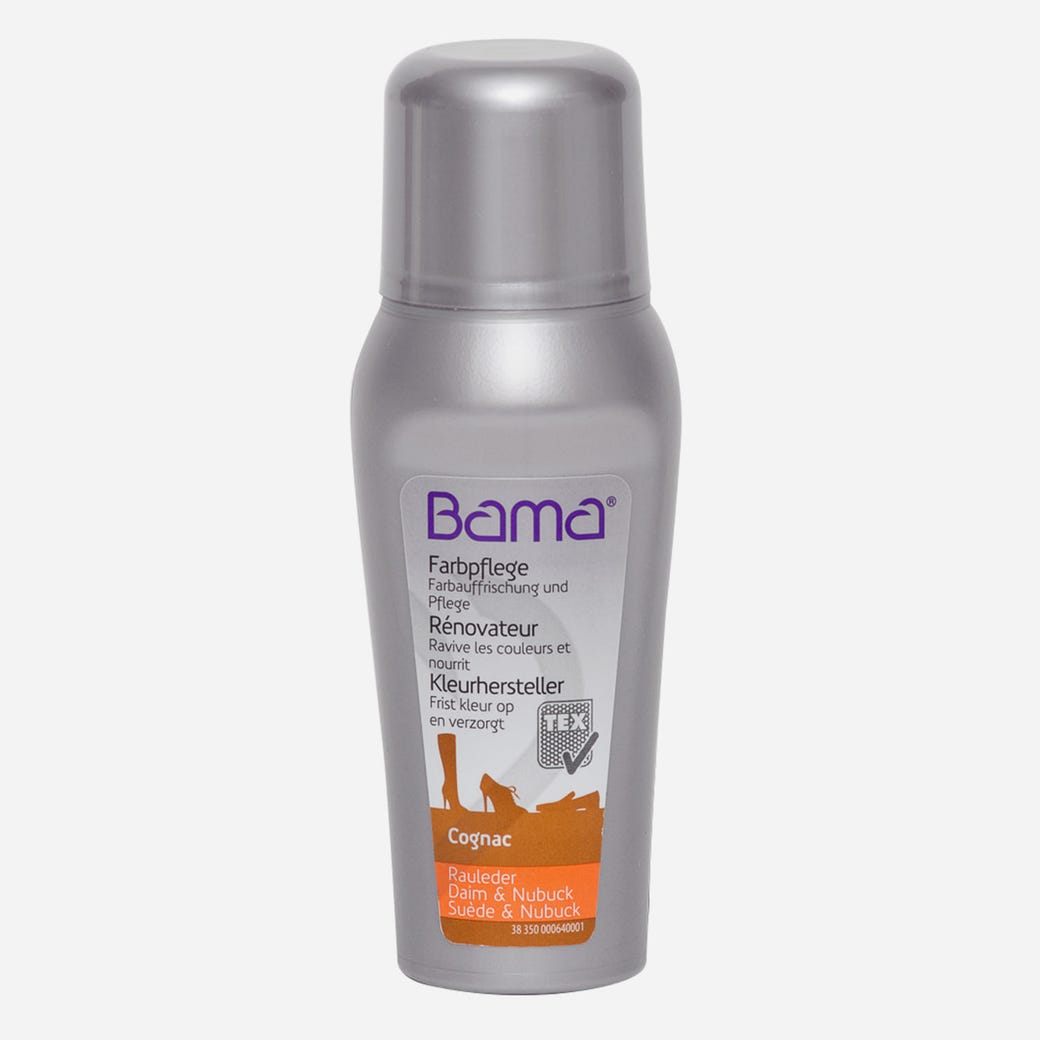 Bama®
Farbpflege
Farbauffrischung und
Pflege
Rénovateur
Ravive les couleurs et
nourrit
Kleurhersteller
Frist kleur op
en verzorgt
TEX
Cognac
Rauleder
Daim & Nubuck
Suède & Nubuck
38 350 000640001